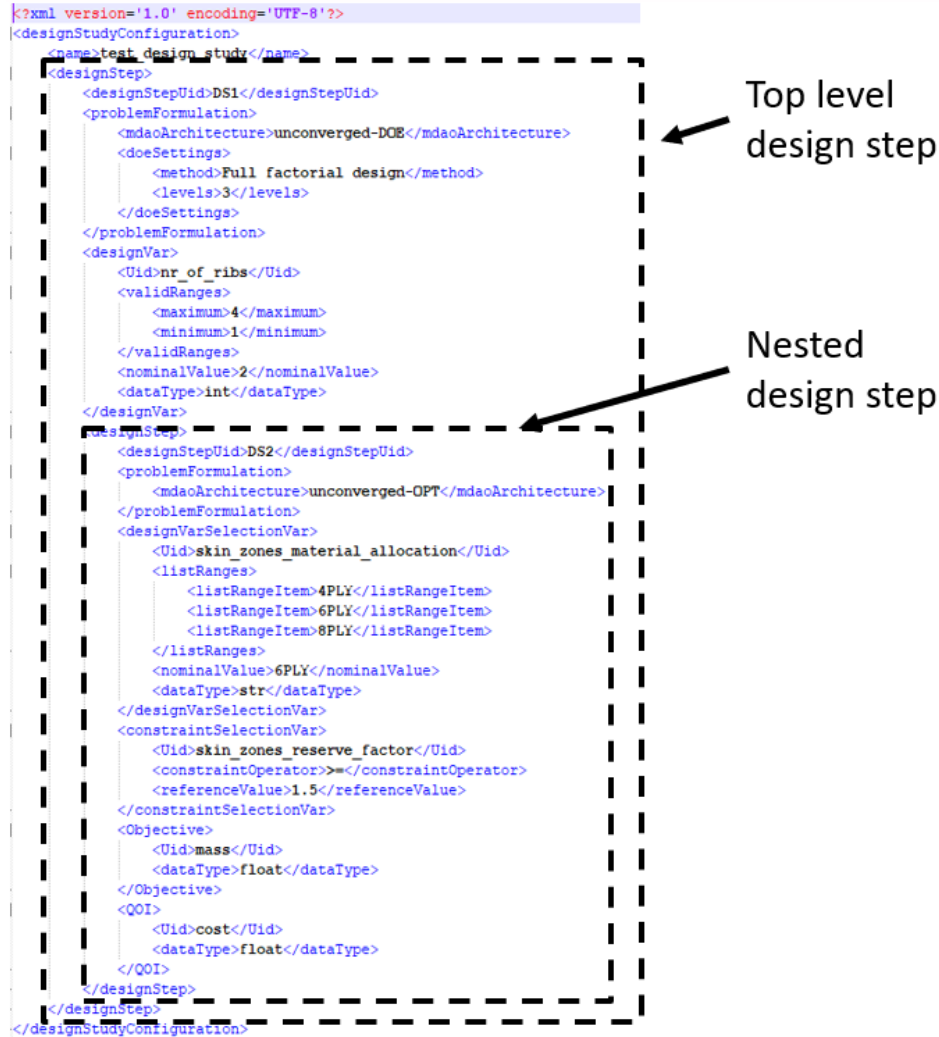 <?xml version='1.0' encoding='UTF-8'?>
<designStudyConfiguration>
<name>test_design_study</name>
<designStep>
<designStepUid>DS1</designStepUid>
<problemFormulation>
<mdaoArchitecture>unconverged-DOE</mdaoArchitecture>
<doeSettings>
<method>Full factorial design</method>
<levels>3</levels>
</doeSettings>
</problemFormulation>
<designVar>
<Uid>nr_of_ribs</Uid>
<validRanges>
<maximum>4</maximum>
<minimum>1</minimum>
</validRanges>
<nominalValue>2</nominalValue>
<dataType>int</dataType>
</designVar>
<designStep>
<designStepUid>DS2</designStepUid>
<problemFormulation>
<mdaoArchitecture>unconverged-OPT</mdaoArchitecture>
</problemFormulation>
<designVarSelectionVar>
<Uid>skin_zones_material_allocation</Uid>
<listRanges>
<listRangeItem>4PLY</listRangeItem>
<listRangeItem>6PLY</listRangeItem>
<listRangeItem>8PLY</listRangeItem>
</listRanges>
<nominalValue>6PLY</nominalValue>
<dataType>str</dataType>
</designVarSelectionVar>
<constraintSelectionVar>
<Uid>skin_zones_reserve_factor</Uid>
<constraintOperator>>=</constraintOperator>
<referenceValue>1.5</referenceValue>
</constraintSelectionVar>
<Objective>
<Uid>mass</Uid>
<dataType>float</dataType>
</Objective>
<QOI>
<Uid>cost</Uid>
<dataType>float</dataType>
</QOI>
</designStep>
</designStep>
</designStudyConfiguration>
Top level
design step
Nested
design step